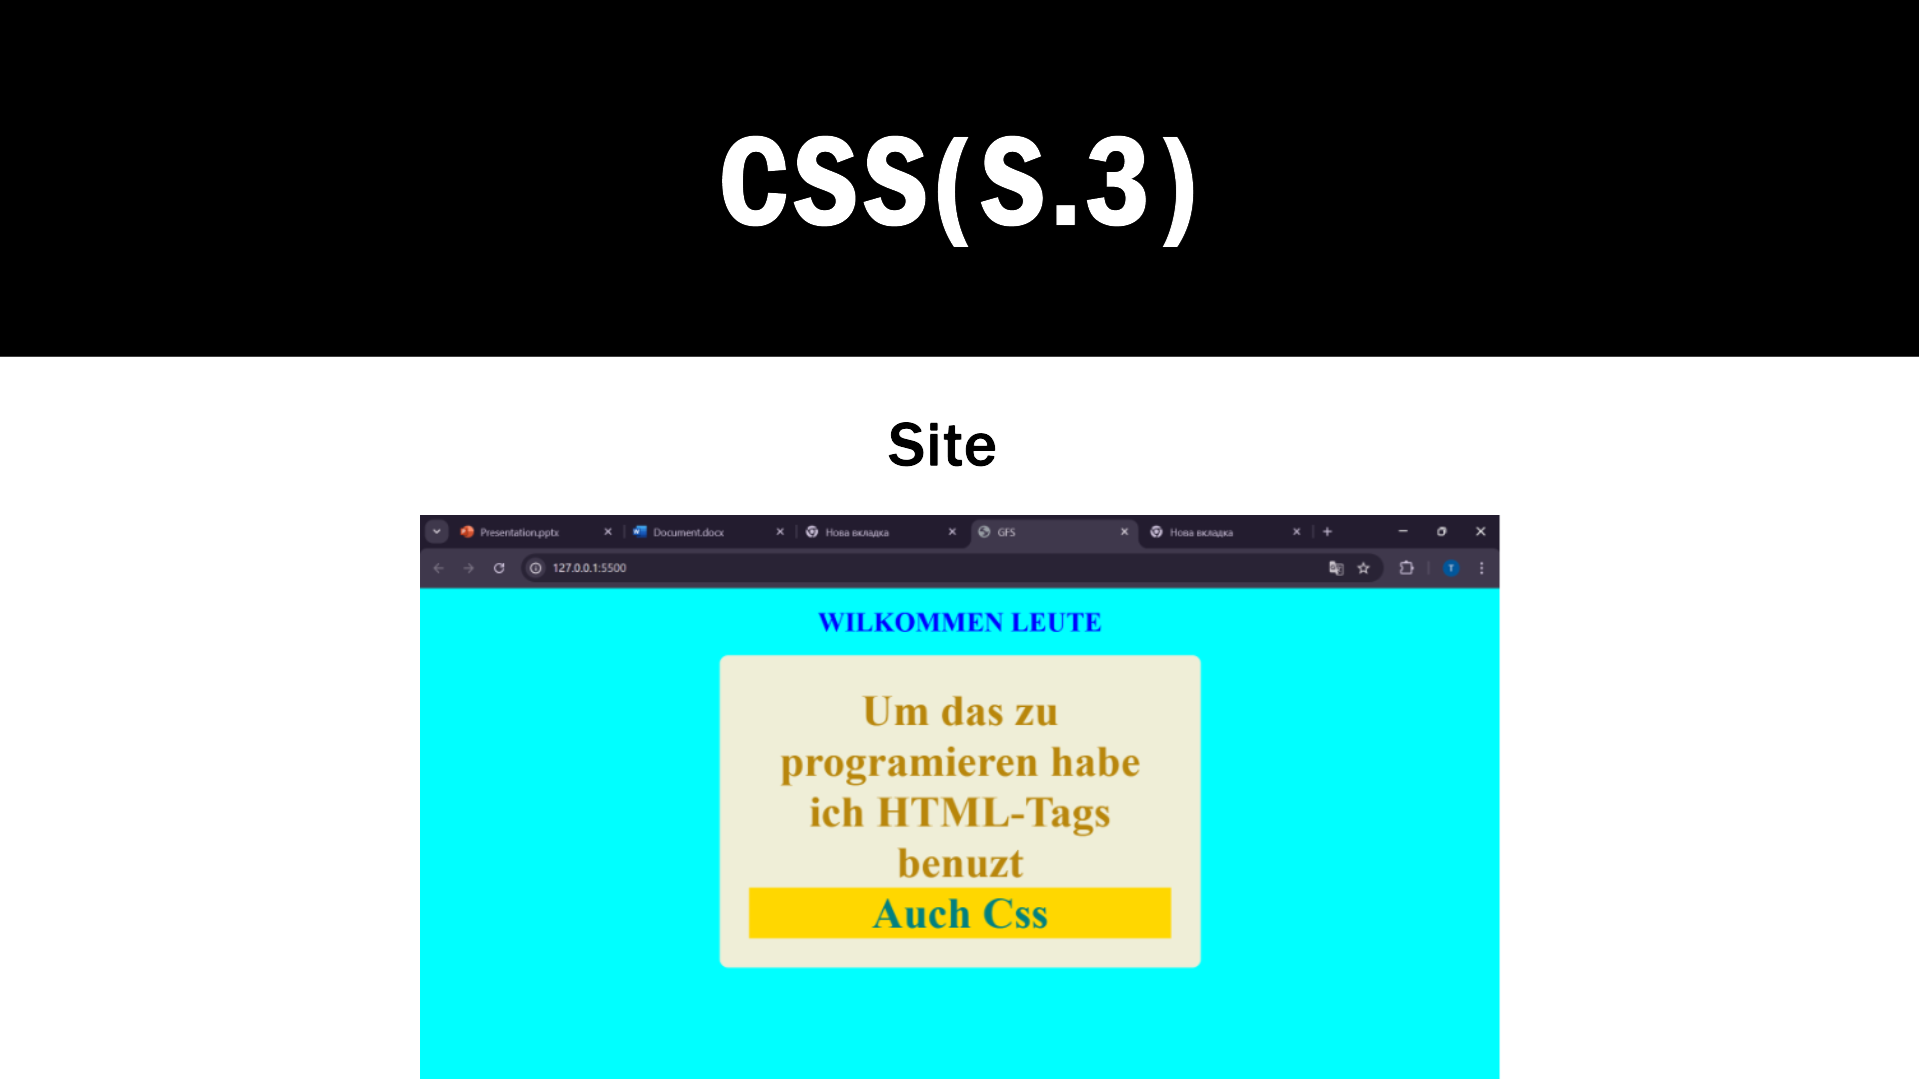 CSS(S.3)
Site
Presentation.pptx
Document.docx
Нова вкладка
GFS
Нова вкладка
127.0.0.1:5500
T
WILKOMMEN LEUTE
Um das zu
programieren habe
ich HTML-Tags
benuzt
Auch Css